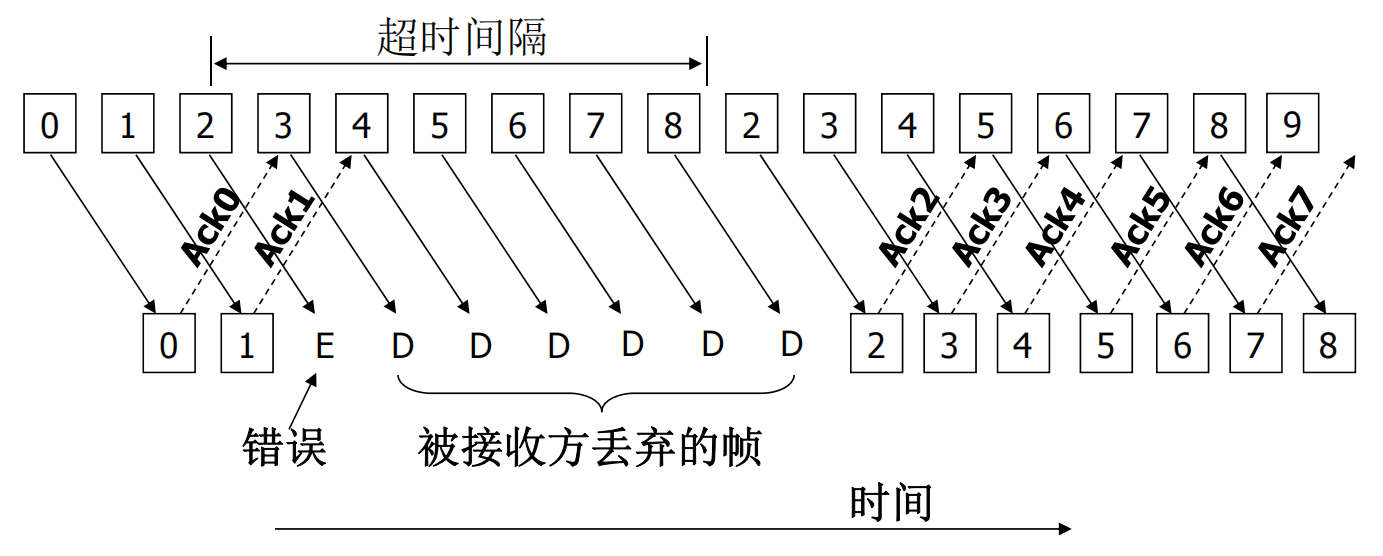 超时间隔
0 1 2 3 4 5 6 7 8 2 3 4 5 6 7 8 9
Ack0 Ack1 Ack2 Ack3 Ack4 Ack5 Ack6 Ack7
0 1 E D D D D D D 2 3 4 5 6 7 8
错误 被接收方丢弃的帧
时间